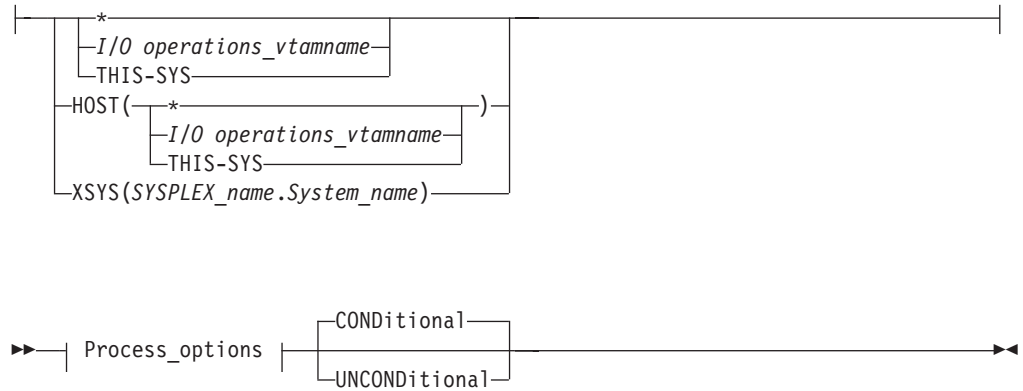 *
I/O operations_vtamname
THIS-SYS
HOST( * )
I/O operations_vtamname
THIS-SYS
XSYS(SYSPLEX_name.System_name)
CONDitional
Process_options
UNCONDitional